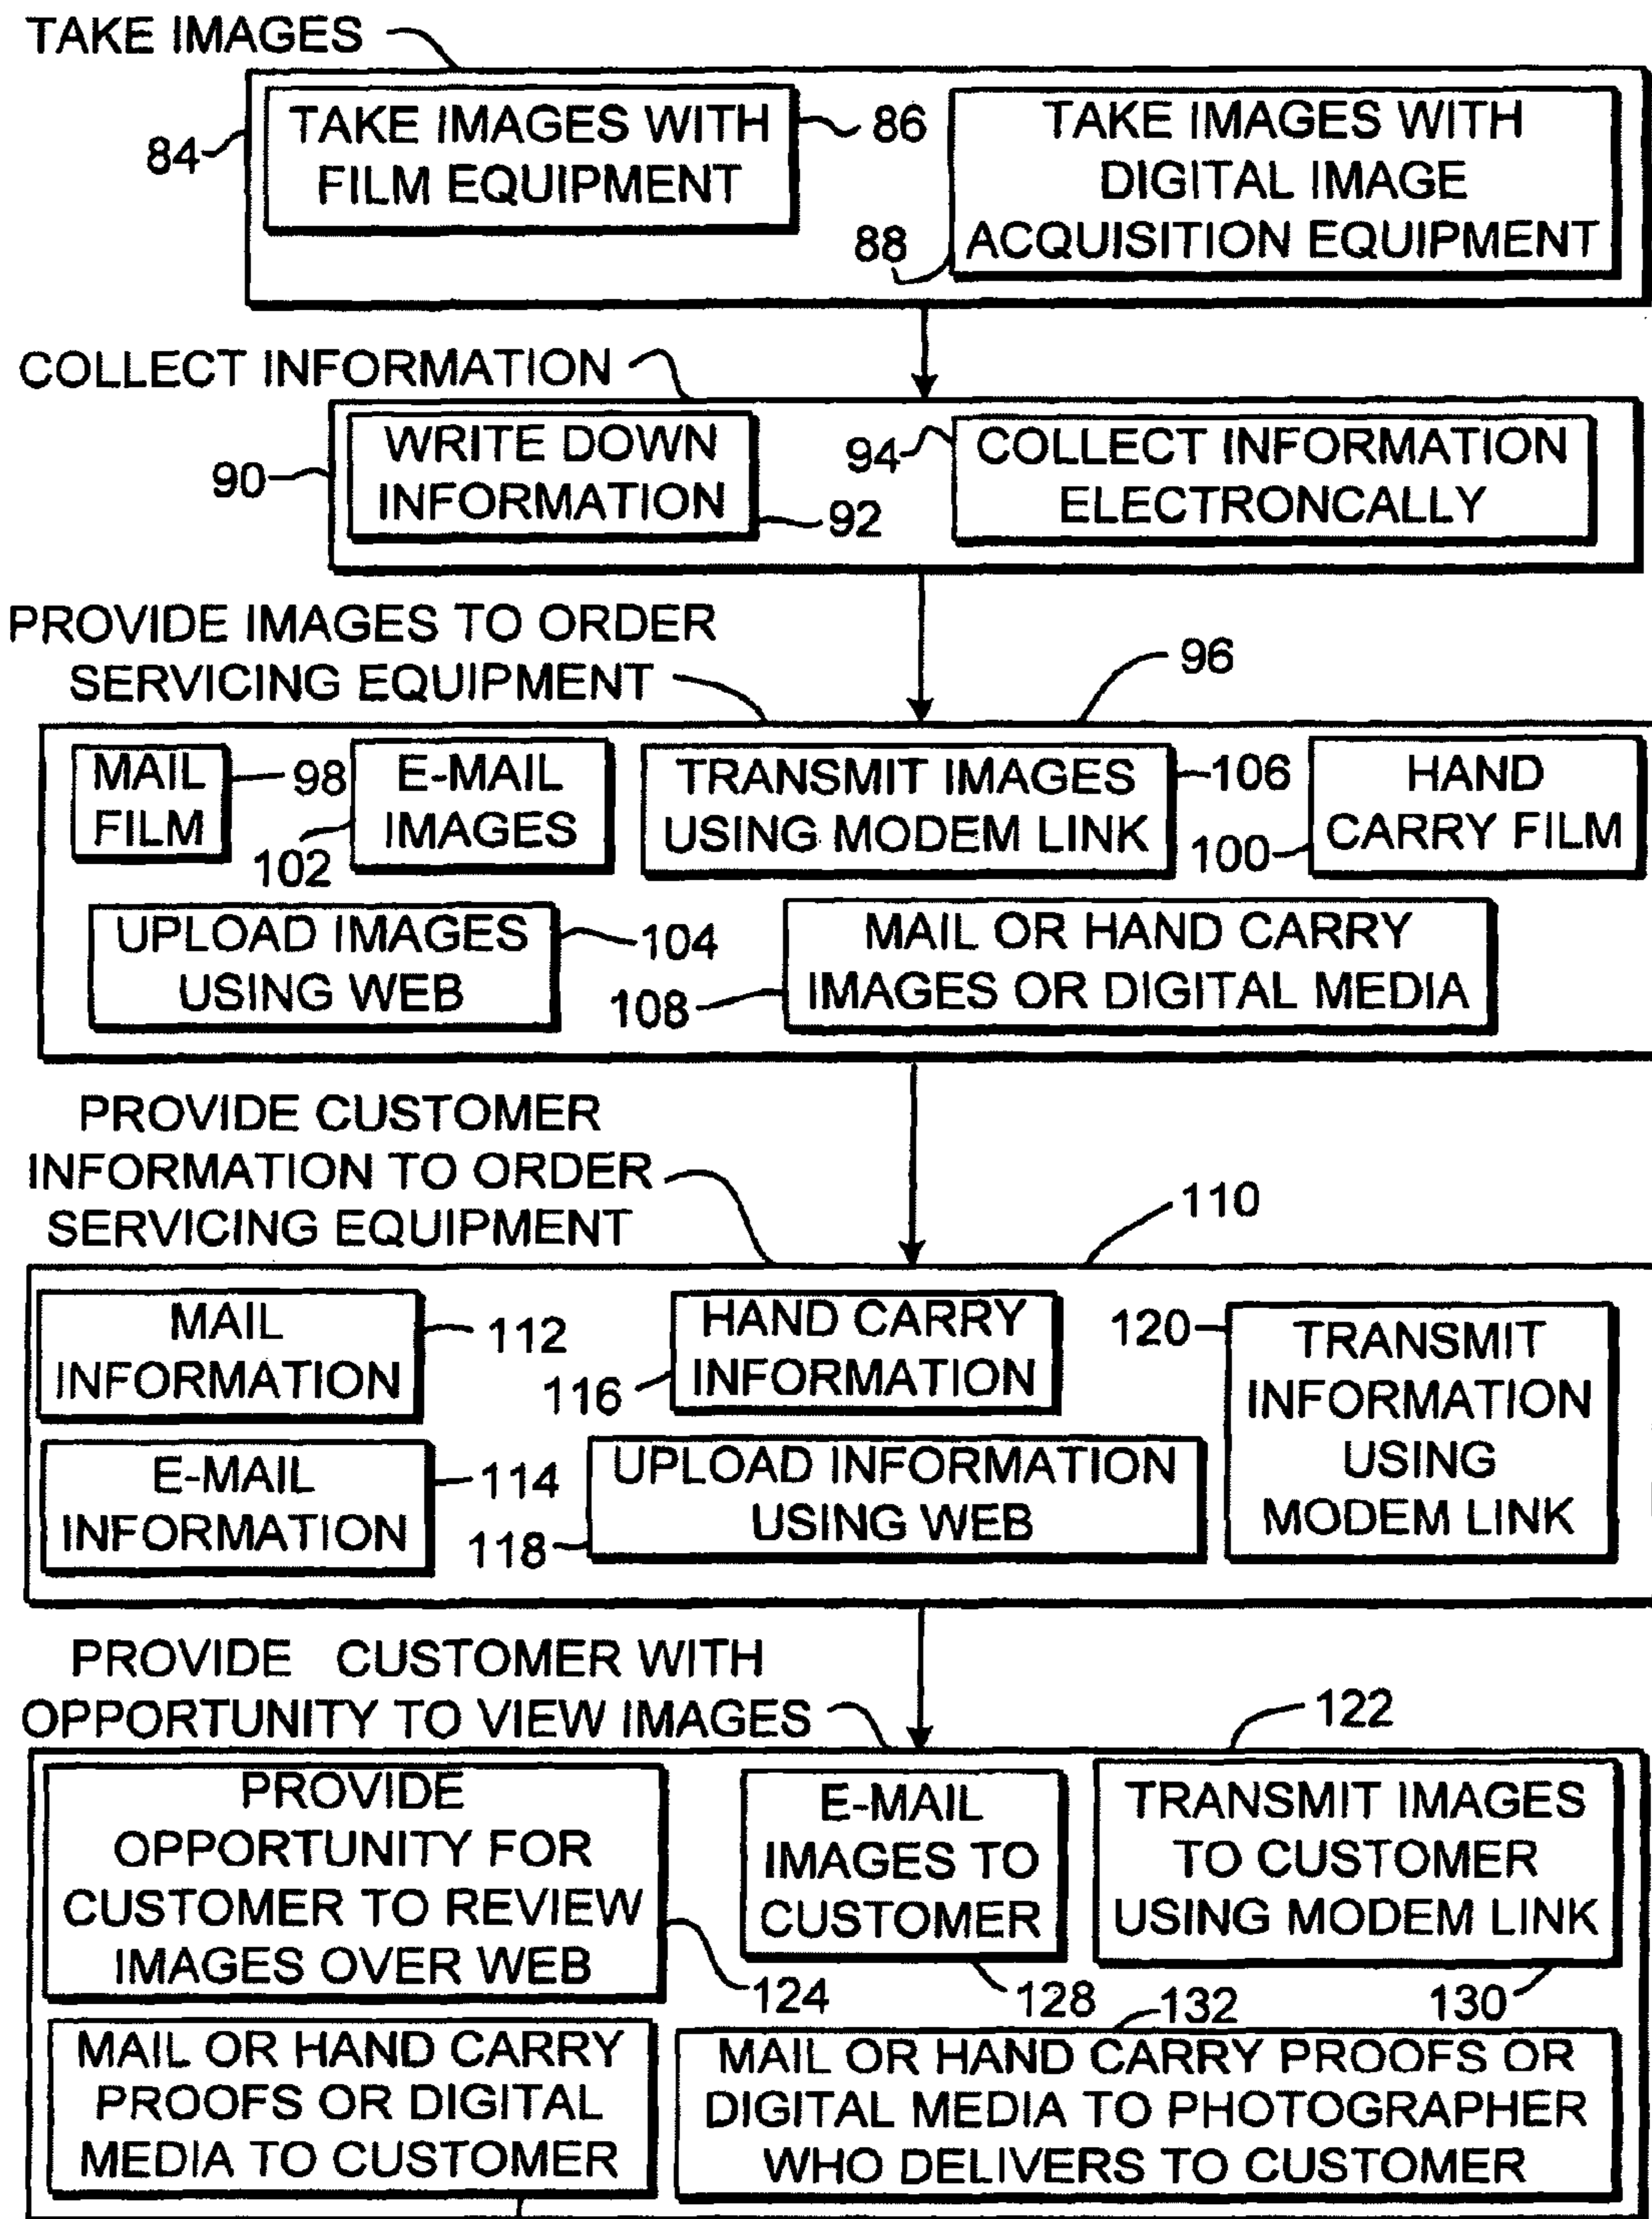 TAKE IMAGES
84
TAKE IMAGES WITH
FILM EQUIPMENT
86
TAKE IMAGES WITH
DIGITAL IMAGE
ACQUISITION EQUIPMENT
88
COLLECT INFORMATION
90
WRITE DOWN
INFORMATION
92
94
COLLECT INFORMATION
ELECTRONCALLY
PROVIDE IMAGES TO ORDER
SERVICING EQUIPMENT
96
MAIL
FILM
98
E-MAIL
IMAGES
102
TRANSMIT IMAGES
USING MODEM LINK
106
HAND
CARRY FILM
100
UPLOAD IMAGES
USING WEB
104
MAIL OR HAND CARRY
IMAGES OR DIGITAL MEDIA
108
PROVIDE CUSTOMER
INFORMATION TO ORDER
SERVICING EQUIPMENT
110
MAIL
INFORMATION
112
HAND CARRY
INFORMATION
116
120
TRANSMIT
INFORMATION
USING
MODEM LINK
E-MAIL
INFORMATION
114
UPLOAD INFORMATION
USING WEB
118
PROVIDE CUSTOMER WITH
OPPORTUNITY TO VIEW IMAGES
122
PROVIDE
OPPORTUNITY FOR
CUSTOMER TO REVIEW
IMAGES OVER WEB
124
E-MAIL
IMAGES TO
CUSTOMER
128
TRANSMIT IMAGES
TO CUSTOMER
USING MODEM LINK
130
MAIL OR HAND CARRY
PROOFS OR DIGITAL
MEDIA TO CUSTOMER
132
MAIL OR HAND CARRY PROOFS OR
DIGITAL MEDIA TO PHOTOGRAPHER
WHO DELIVERS TO CUSTOMER